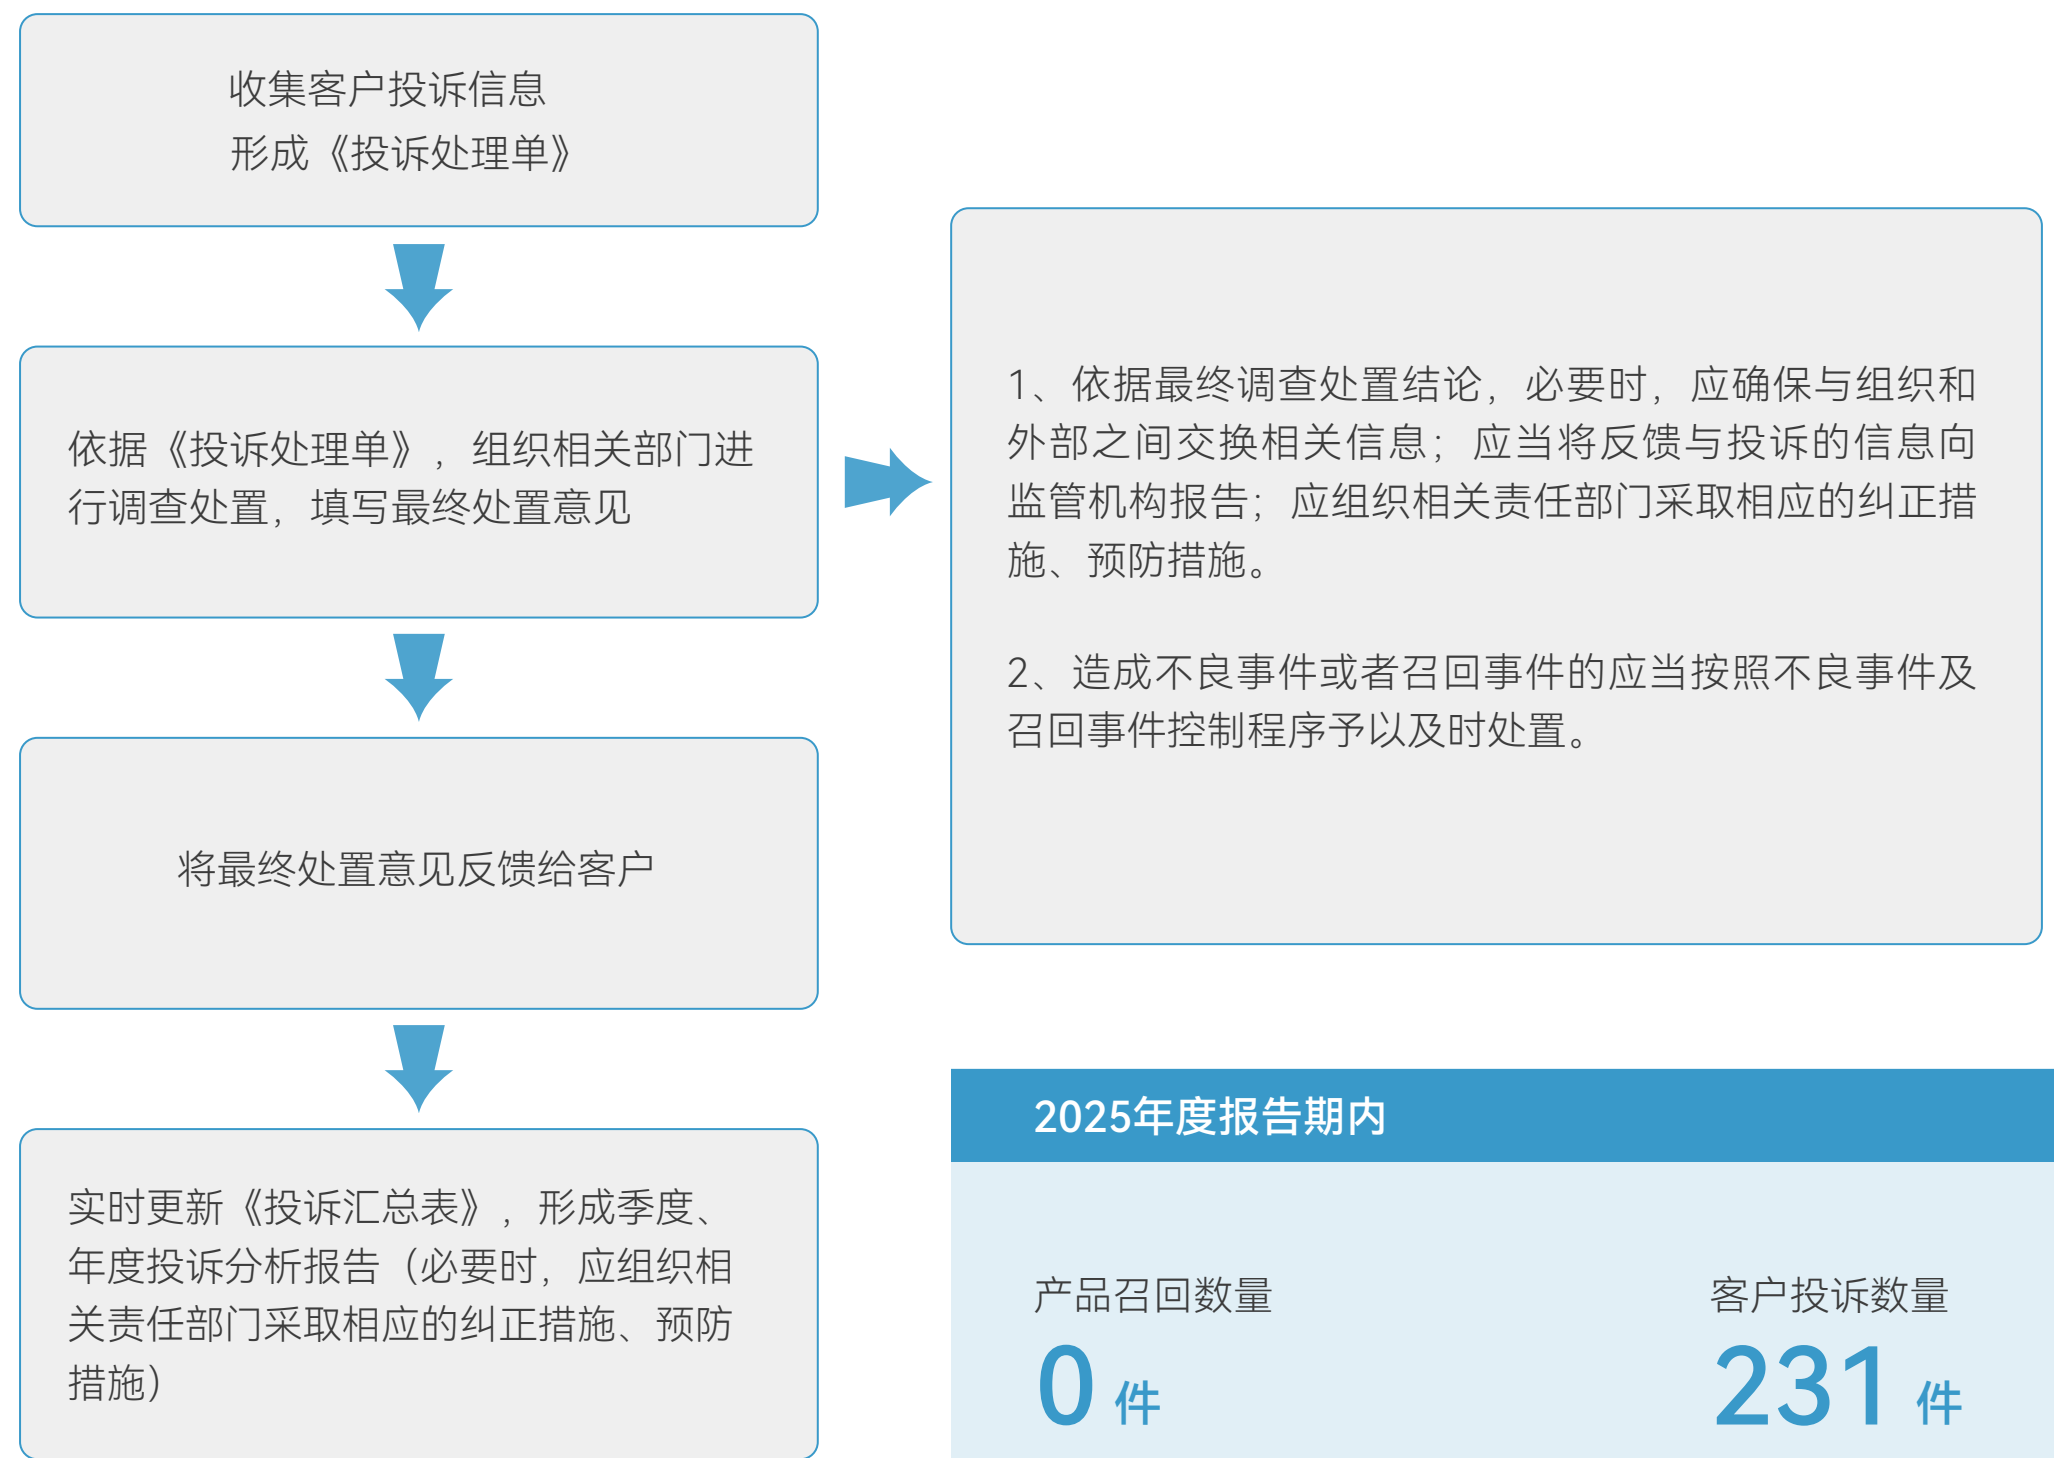 收集客户投诉信息
形成《投诉处理单》
依据《投诉处理单》，组织相关部门进
行调查处置，填写最终处置意见
1、依据最终调查处置结论，必要时，应确保与组织和
外部之间交换相关信息；应当将反馈与投诉的信息向
监管机构报告；应组织相关责任部门采取相应的纠正措
施、预防措施。
2、造成不良事件或者召回事件的应当按照不良事件及
召回事件控制程序予以及时处置。
将最终处置意见反馈给客户
实时更新《投诉汇总表》，形成季度、
年度投诉分析报告（必要时，应组织相
关责任部门采取相应的纠正措施、预防
措施）
2025年度报告期内
产品召回数量
0 件
客户投诉数量
231 件